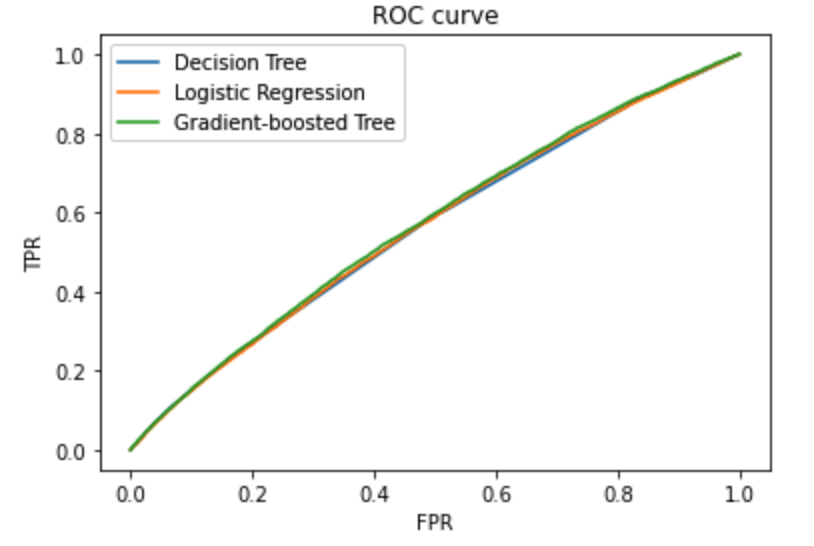 ROC curve
Decision Tree
Logistic Regression
Gradient-boosted Tree
1.0
0.8
0.6
0.4
0.2
0.0
TPR
0.0 0.2 0.4 0.6 0.8 1.0
FPR